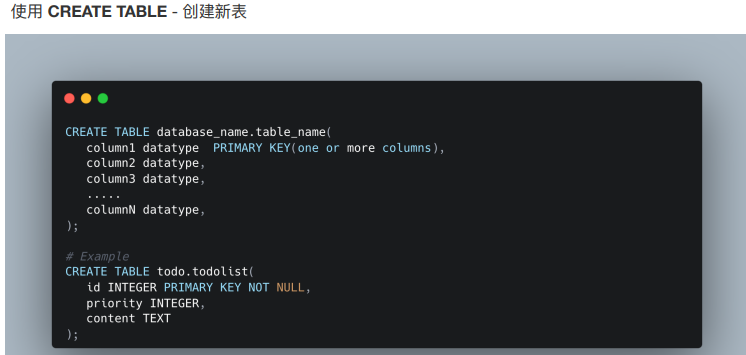 使用 CREATE TABLE - 创建新表
CREATE TABLE database_name.table_name(
   column1 datatype  PRIMARY KEY(one or more columns),
   column2 datatype,
   column3 datatype,
   .....
   columnN datatype,
);
# Example
CREATE TABLE todo.todolist(
   id INTEGER PRIMARY KEY NOT NULL,
   priority INTEGER,
   content TEXT
);